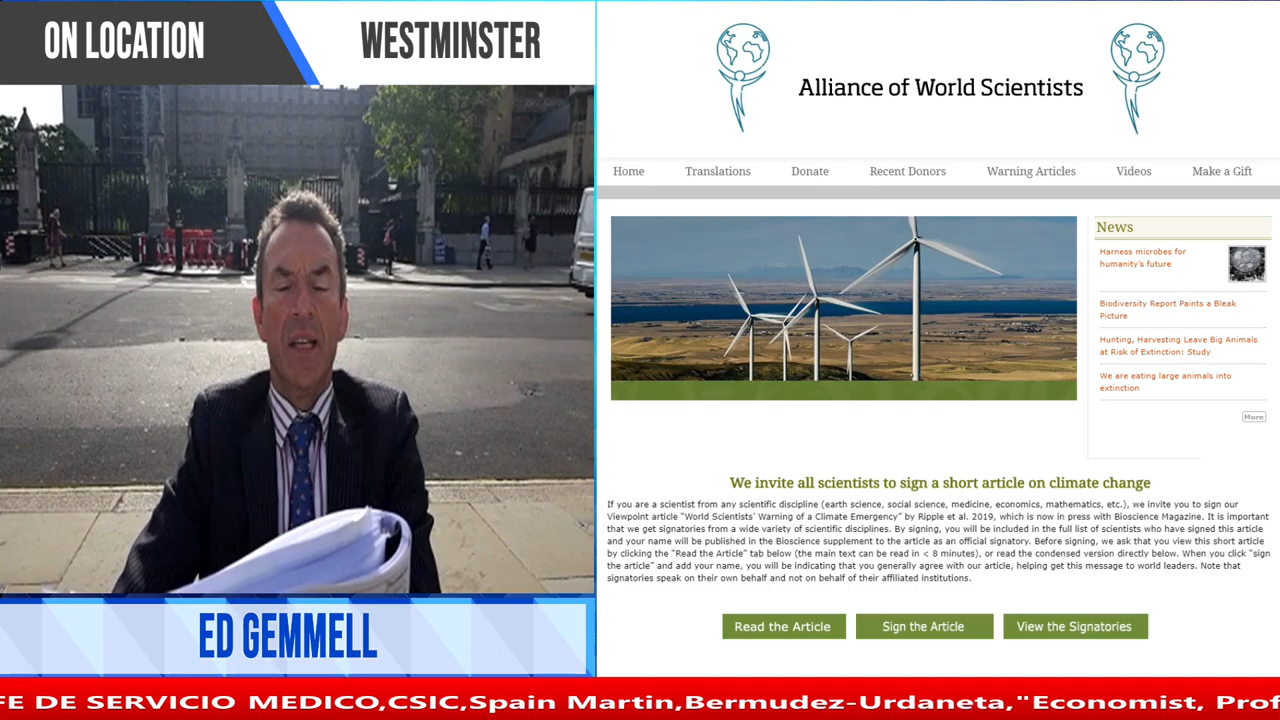 ON LOCATION
WESTMINSTER
ED GEMMELL
Alliance of World Scientists
Home
Translations
Donate
Recent Donors
Warning Articles
Videos
Make a Gift
News
Harness microbes for
humanity's future
Biodiversity Report Paints a Bleak
Picture
Hunting, Harvesting Leave Big Animals
at Risk of Extinction: Study
We are eating large animals into
extinction
More
We invite all scientists to sign a short article on climate change
If you are a scientist from any scientific discipline (earth science, social science, medicine, economics, mathematics, etc.), we invite you to sign our
Viewpoint article "World Scientists' Warning of a Climate Emergency" by Ripple et al. 2019, which is now in press with Bioscience Magazine. It is important
that we get signatories from a wide variety of scientific disciplines. By signing, you will be included in the full list of scientists who have signed this article
and your name will be published in the Bioscience supplement to the article as an official signatory. Before signing, we ask that you view this short article
by clicking the "Read the Article" tab below (the main text can be read in < 8 minutes), or read the condensed version directly below. When you click "sign
the article" and add your name, you will be indicating that you generally agree with our article, helping get this message to world leaders. Note that
signatories speak on their own behalf and not on behalf of their affiliated institutions.
Read the Article
Sign the Article
View the Signatories
FE DE SERVICIO MEDICO,CSIC,Spain Martin,Bermudez-Urdaneta,"Economist, Prof